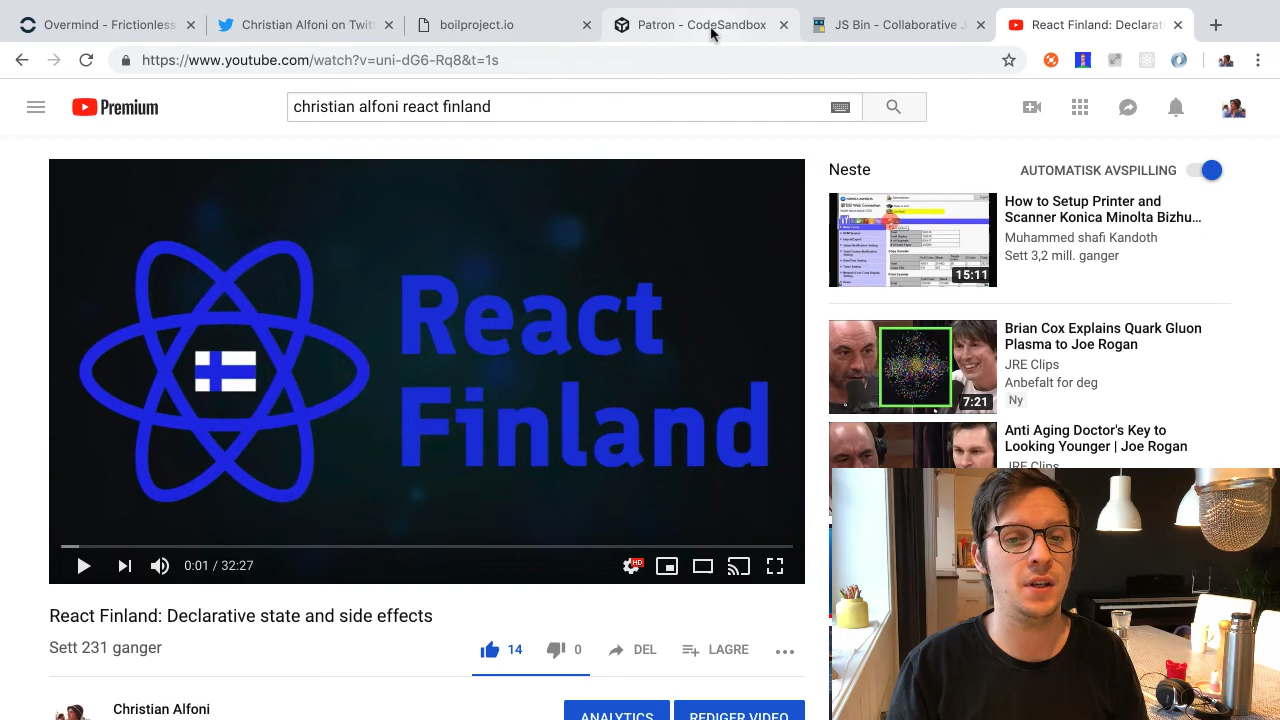 Overmind - Frictionless
Christian Alfoni on Twit
boilproject.io
Patron - CodeSandbox
JS Bin - Collaborative J
React Finland: Declarati
https://www.youtube.com/watch?v=
-dG6-Rq8&t=1s
Premium
christian alfoni react finland
React
Finland
0:01 / 32:27
HD
React Finland: Declarative state and side effects
Sett 231 ganger
14
0
DEL
LAGRE
Christian Alfoni
ANALYTICS
REDIGER VIDEO
Neste
AUTOMATISK AVSPILLING
15:11
How to Setup Printer and
Scanner Konica Minolta Bizhu...
Muhammed shafi Kandoth
Sett 3,2 mill. ganger
7:21
Brian Cox Explains Quark Gluon
Plasma to Joe Rogan
JRE Clips
Anbefalt for deg
Ny
Anti Aging Doctor's Key to
Looking Younger | Joe Rogan
JRE Clips